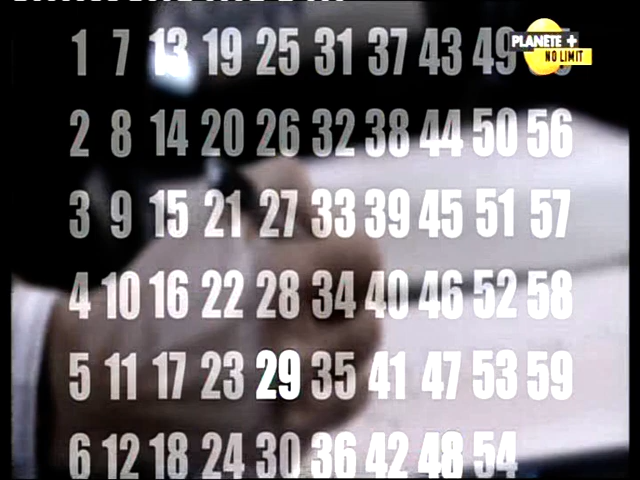 PLANETE +
NO LIMIT
1 7 13 19 25 31 37 43 49
2 8 14 20 26 32 38 44 50 56
3 9 15 21 27 33 39 45 51 57
4 10 16 22 28 34 40 46 52 58
5 11 17 23 29 35 41 47 53 59
6 12 18 24 30 36 42 48 54